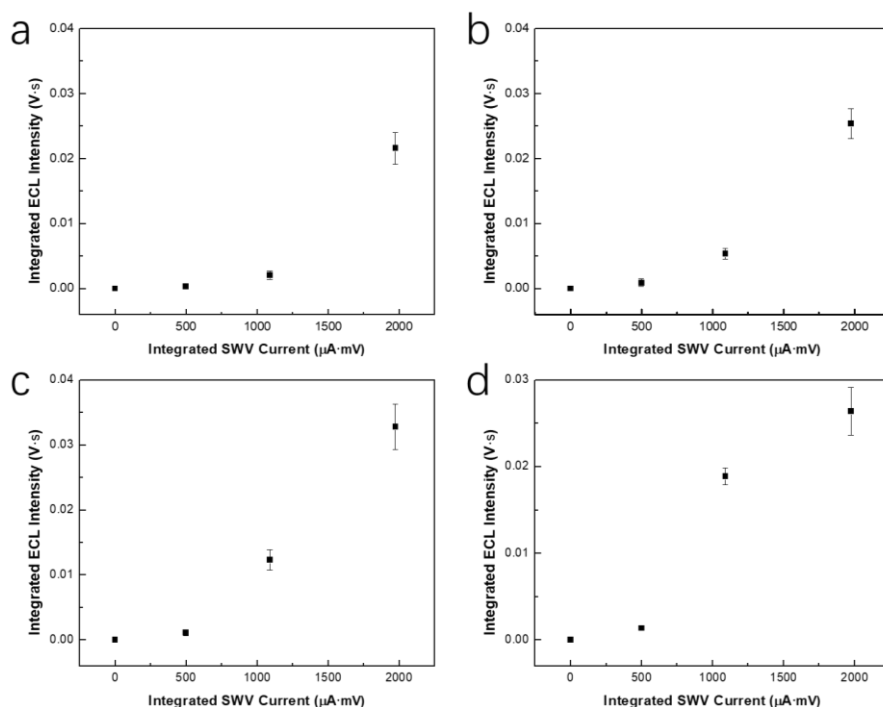 a
0.04
0.03
0.02
0.01
0.00
Integrated ECL Intensity (V·s)
0 500 1000 1500 2000
Integrated SWV Current (μA·mV)
b
0.04
0.03
0.02
0.01
0.00
Integrated ECL Intensity (V·s)
0 500 1000 1500 2000
Integrated SWV Current (μA·mV)
c
0.04
0.03
0.02
0.01
0.00
Integrated ECL Intensity (V·s)
0 500 1000 1500 2000
Integrated SWV Current (μA·mV)
d
0.03
0.02
0.01
0.00
Integrated ECL Intensity (V·s)
0 500 1000 1500 2000
Integrated SWV Current (μA·mV)